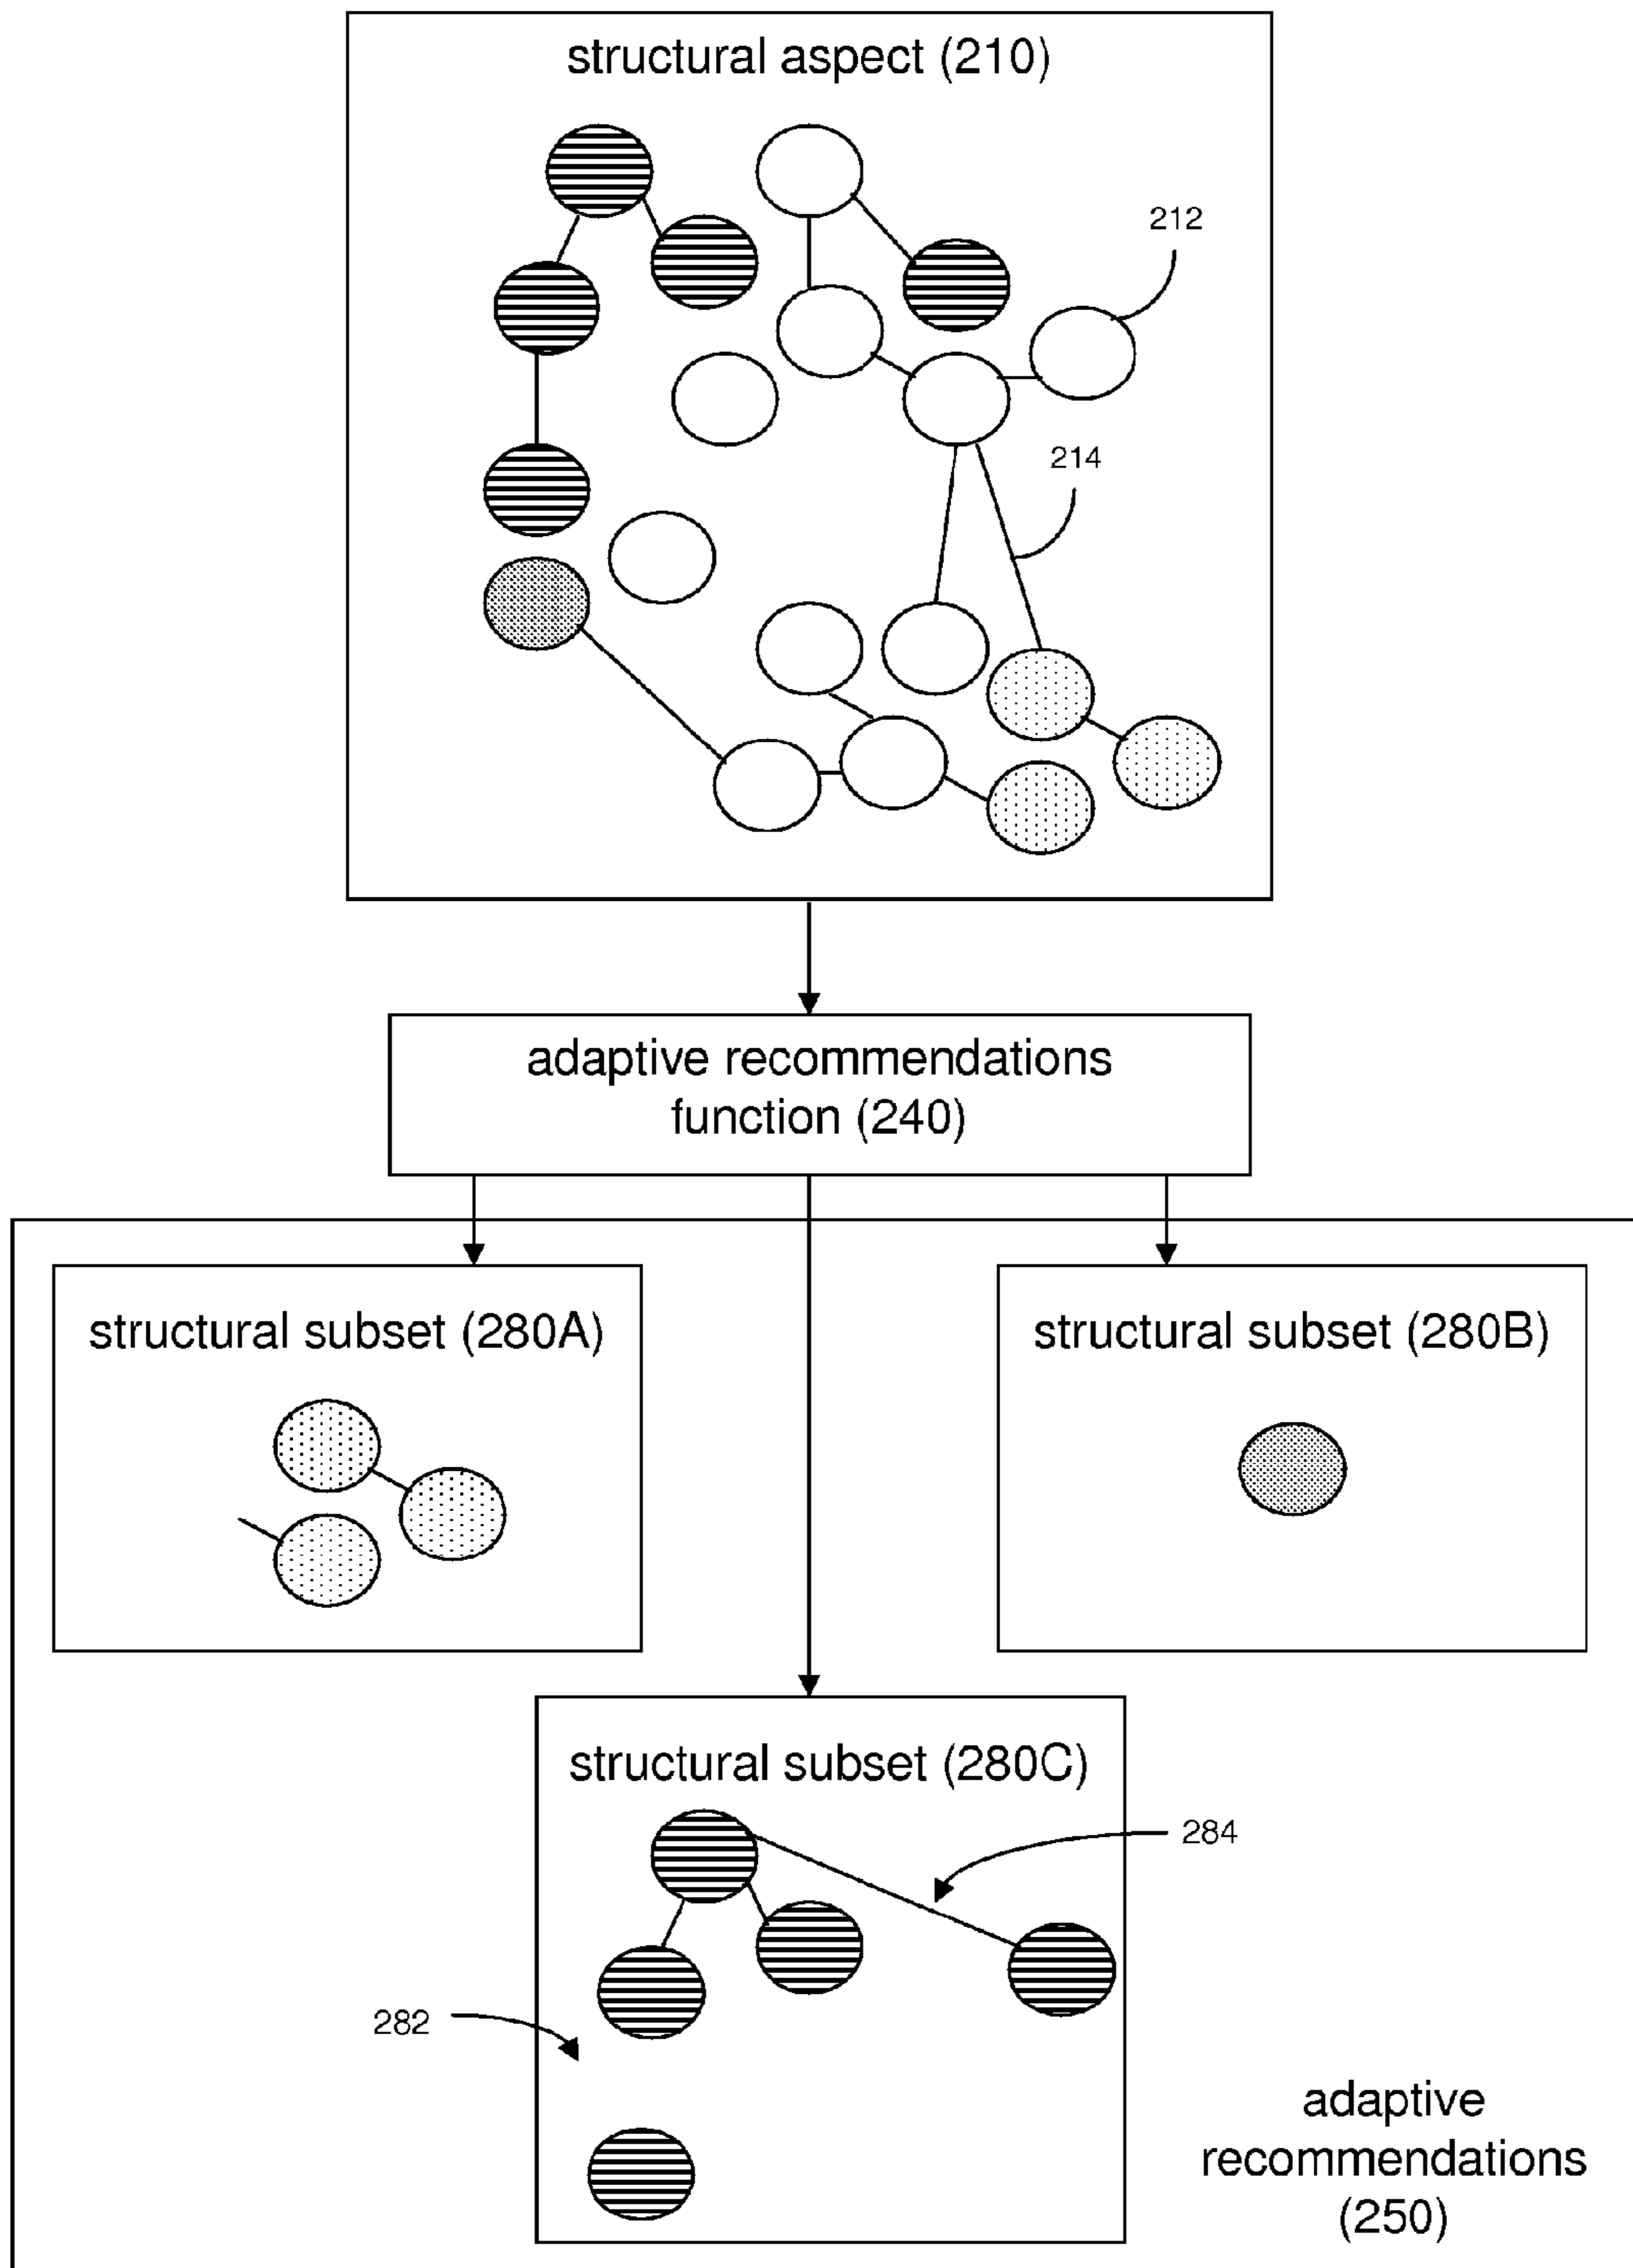 structural aspect (210)
212
214
adaptive recommendations
function (240)
structural subset (280A)
structural subset (280B)
structural subset (280C)
284
282
adaptive
recommendations
(250)